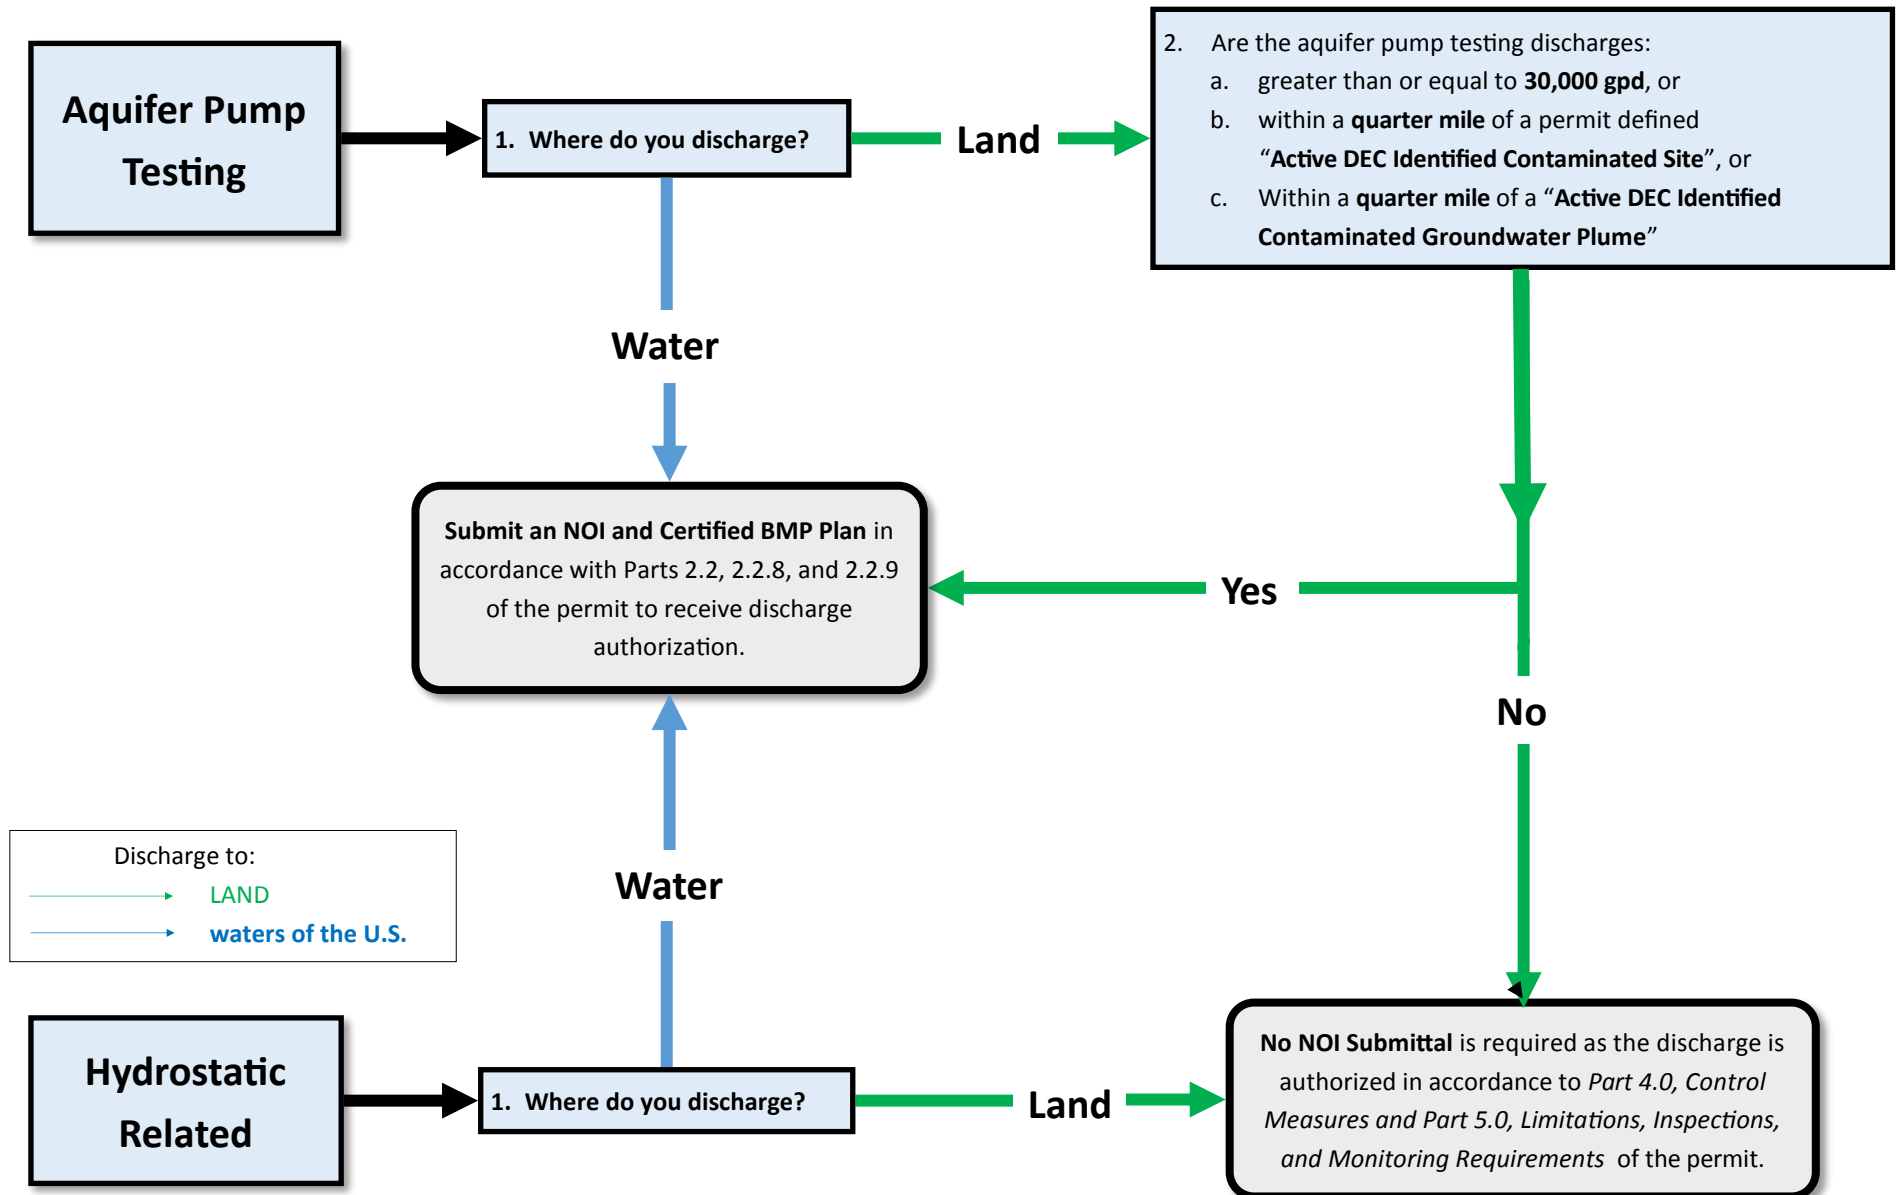 Aquifer Pump
Testing
1. Where do you discharge?
Land
2. Are the aquifer pump testing discharges:
a. greater than or equal to 30,000 gpd, or
b. within a quarter mile of a permit defined
“Active DEC Identified Contaminated Site”, or
c. Within a quarter mile of a “Active DEC Identified
Contaminated Groundwater Plume”
Water
Submit an NOI and Certified BMP Plan in
accordance with Parts 2.2, 2.2.8, and 2.2.9
of the permit to receive discharge
authorization.
Yes
No
Discharge to:
LAND
waters of the U.S.
Water
Hydrostatic
Related
1. Where do you discharge?
Land
No NOI Submittal is required as the discharge is
authorized in accordance to Part 4.0, Control
Measures and Part 5.0, Limitations, Inspections,
and Monitoring Requirements of the permit.